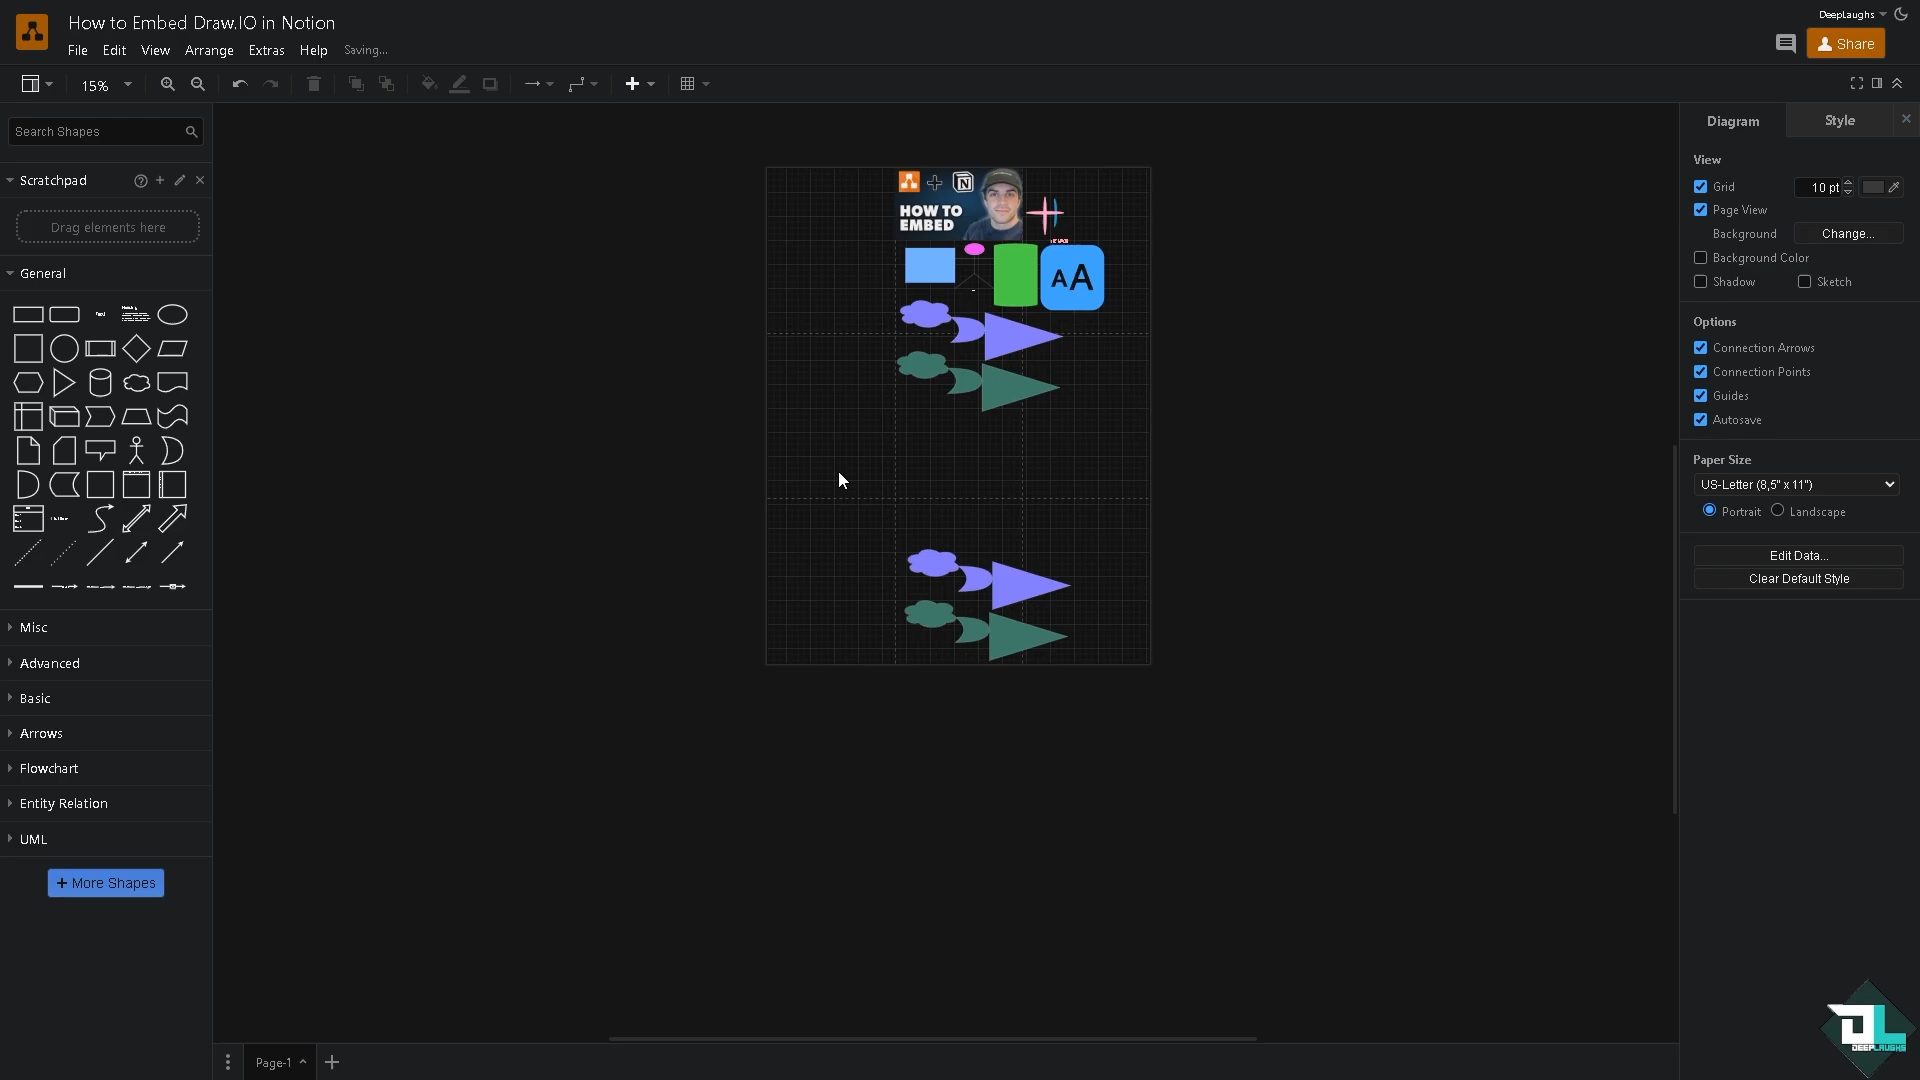 How to Embed Draw.IO in Notion
DeepLaughs
File Edit View Arrange Extras Help Saving...
Share
15%
Search Shapes
Diagram Style
View
Scratchpad
Grid 10 pt
Page View
Drag elements here
Background Change...
Background Color
General
Shadow Sketch
HOW TO
EMBED
AA
Options
Connection Arrows
Connection Points
Guides
Autosave
Paper Size
US-Letter (8,5" x 11")
Portrait Landscape
Edit Data...
Clear Default Style
Misc
Advanced
Basic
Arrows
Flowchart
Entity Relation
UML
+ More Shapes
Page-1
DL
DEEPLAUGHS